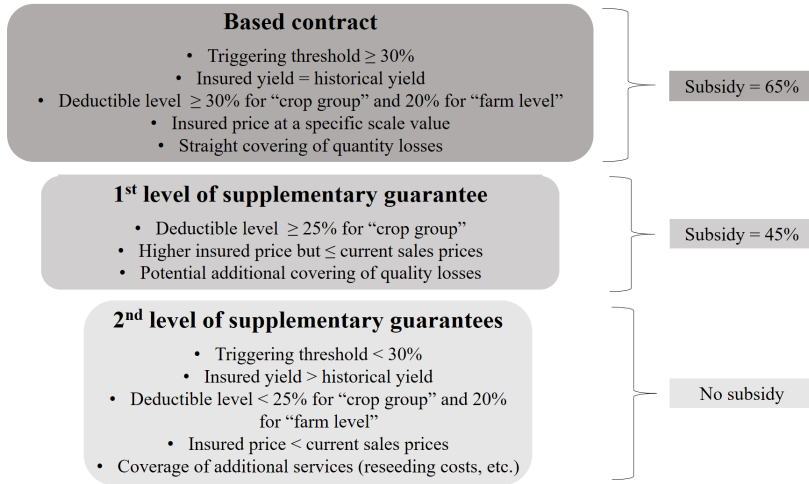 Based contract
• Triggering threshold ≥ 30%
• Insured yield = historical yield
• Deductible level ≥ 30% for “crop group” and 20% for “farm level”
• Insured price at a specific scale value
• Straight covering of quantity losses
Subsidy = 65%
1st level of supplementary guarantee
• Deductible level ≥ 25% for “crop group”
• Higher insured price but ≤ current sales prices
• Potential additional covering of quality losses
Subsidy = 45%
2nd level of supplementary guarantees
• Triggering threshold < 30%
• Insured yield > historical yield
• Deductible level < 25% for “crop group” and 20%
for “farm level”
• Insured price < current sales prices
• Coverage of additional services (reseeding costs, etc.)
No subsidy